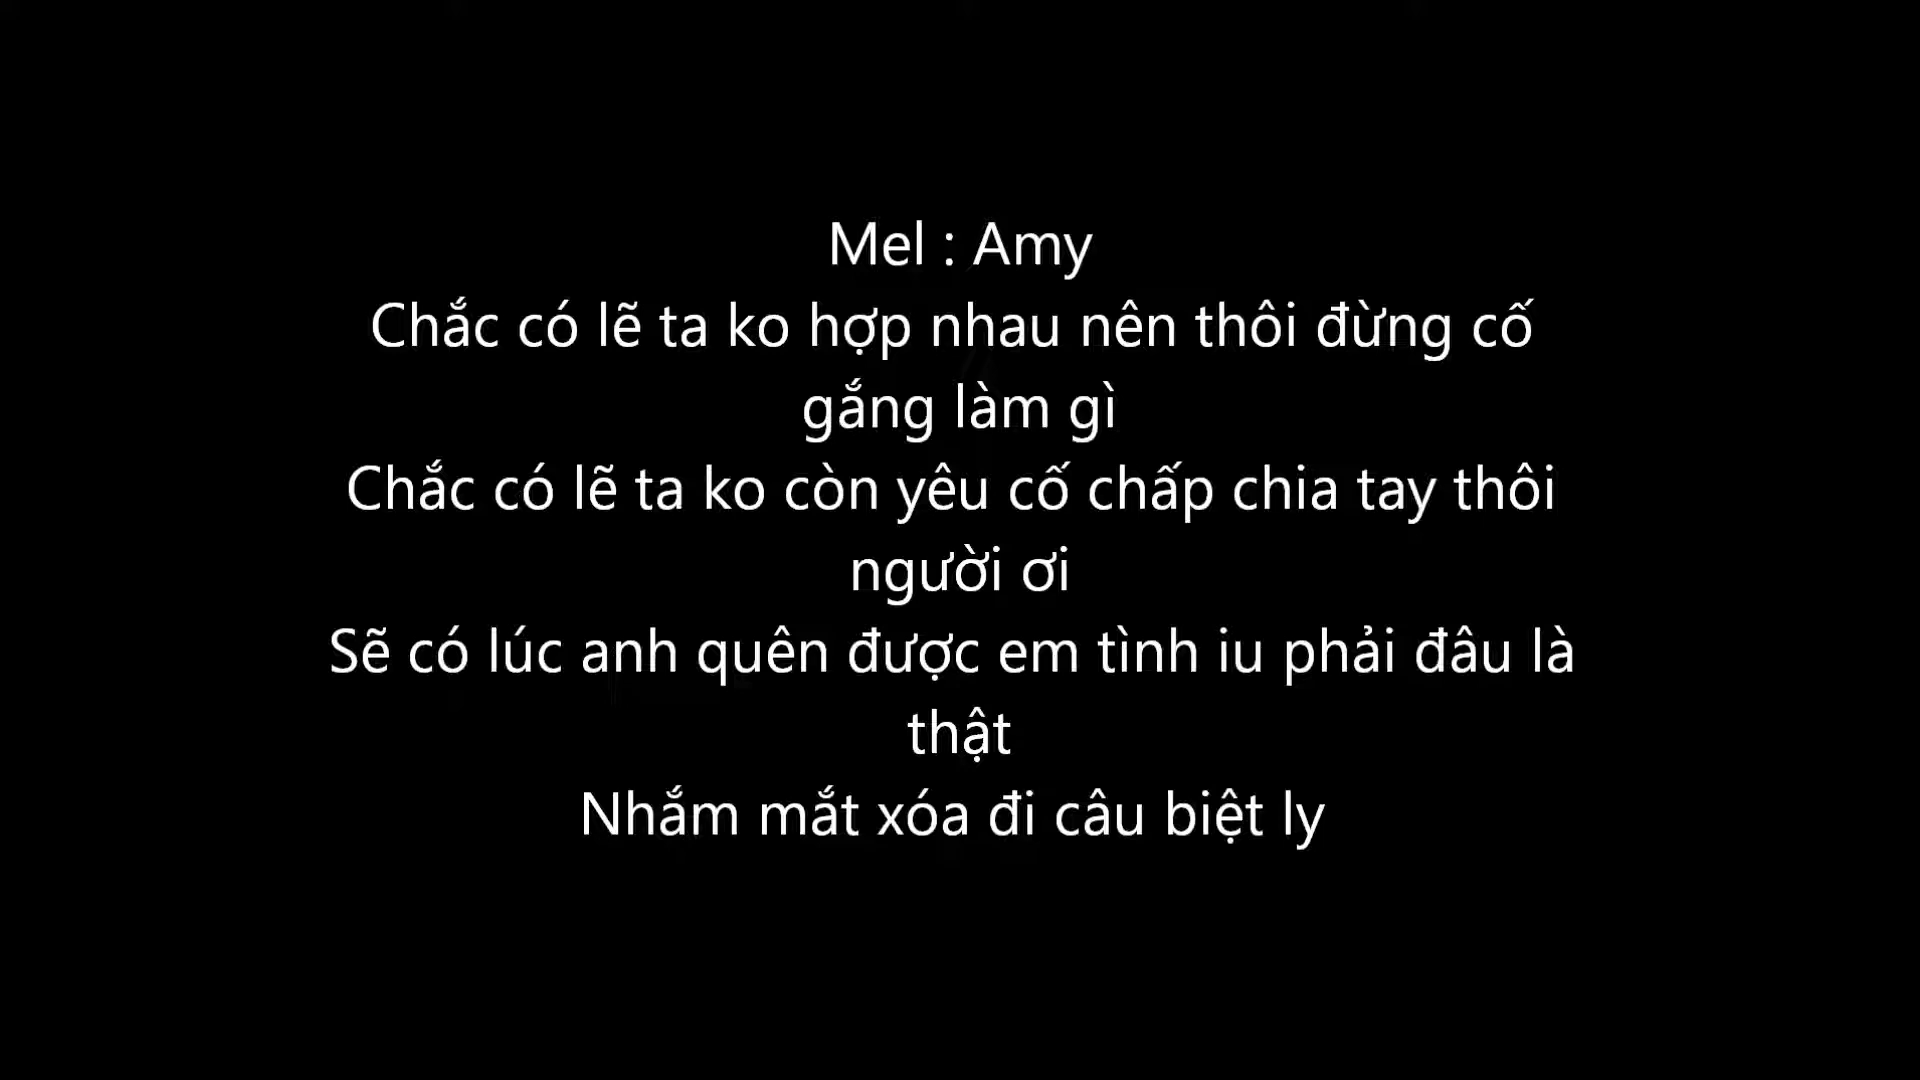 Mel : Amy
Chắc có lẽ ta ko hợp nhau nên thôi đừng cố
gắng làm gì
Chắc có lẽ ta ko còn yêu cố chấp chia tay thôi
người ơi
Sẽ có lúc anh quên được em tình iu phải đâu là
thật
Nhắm mắt xóa đi câu biệt ly